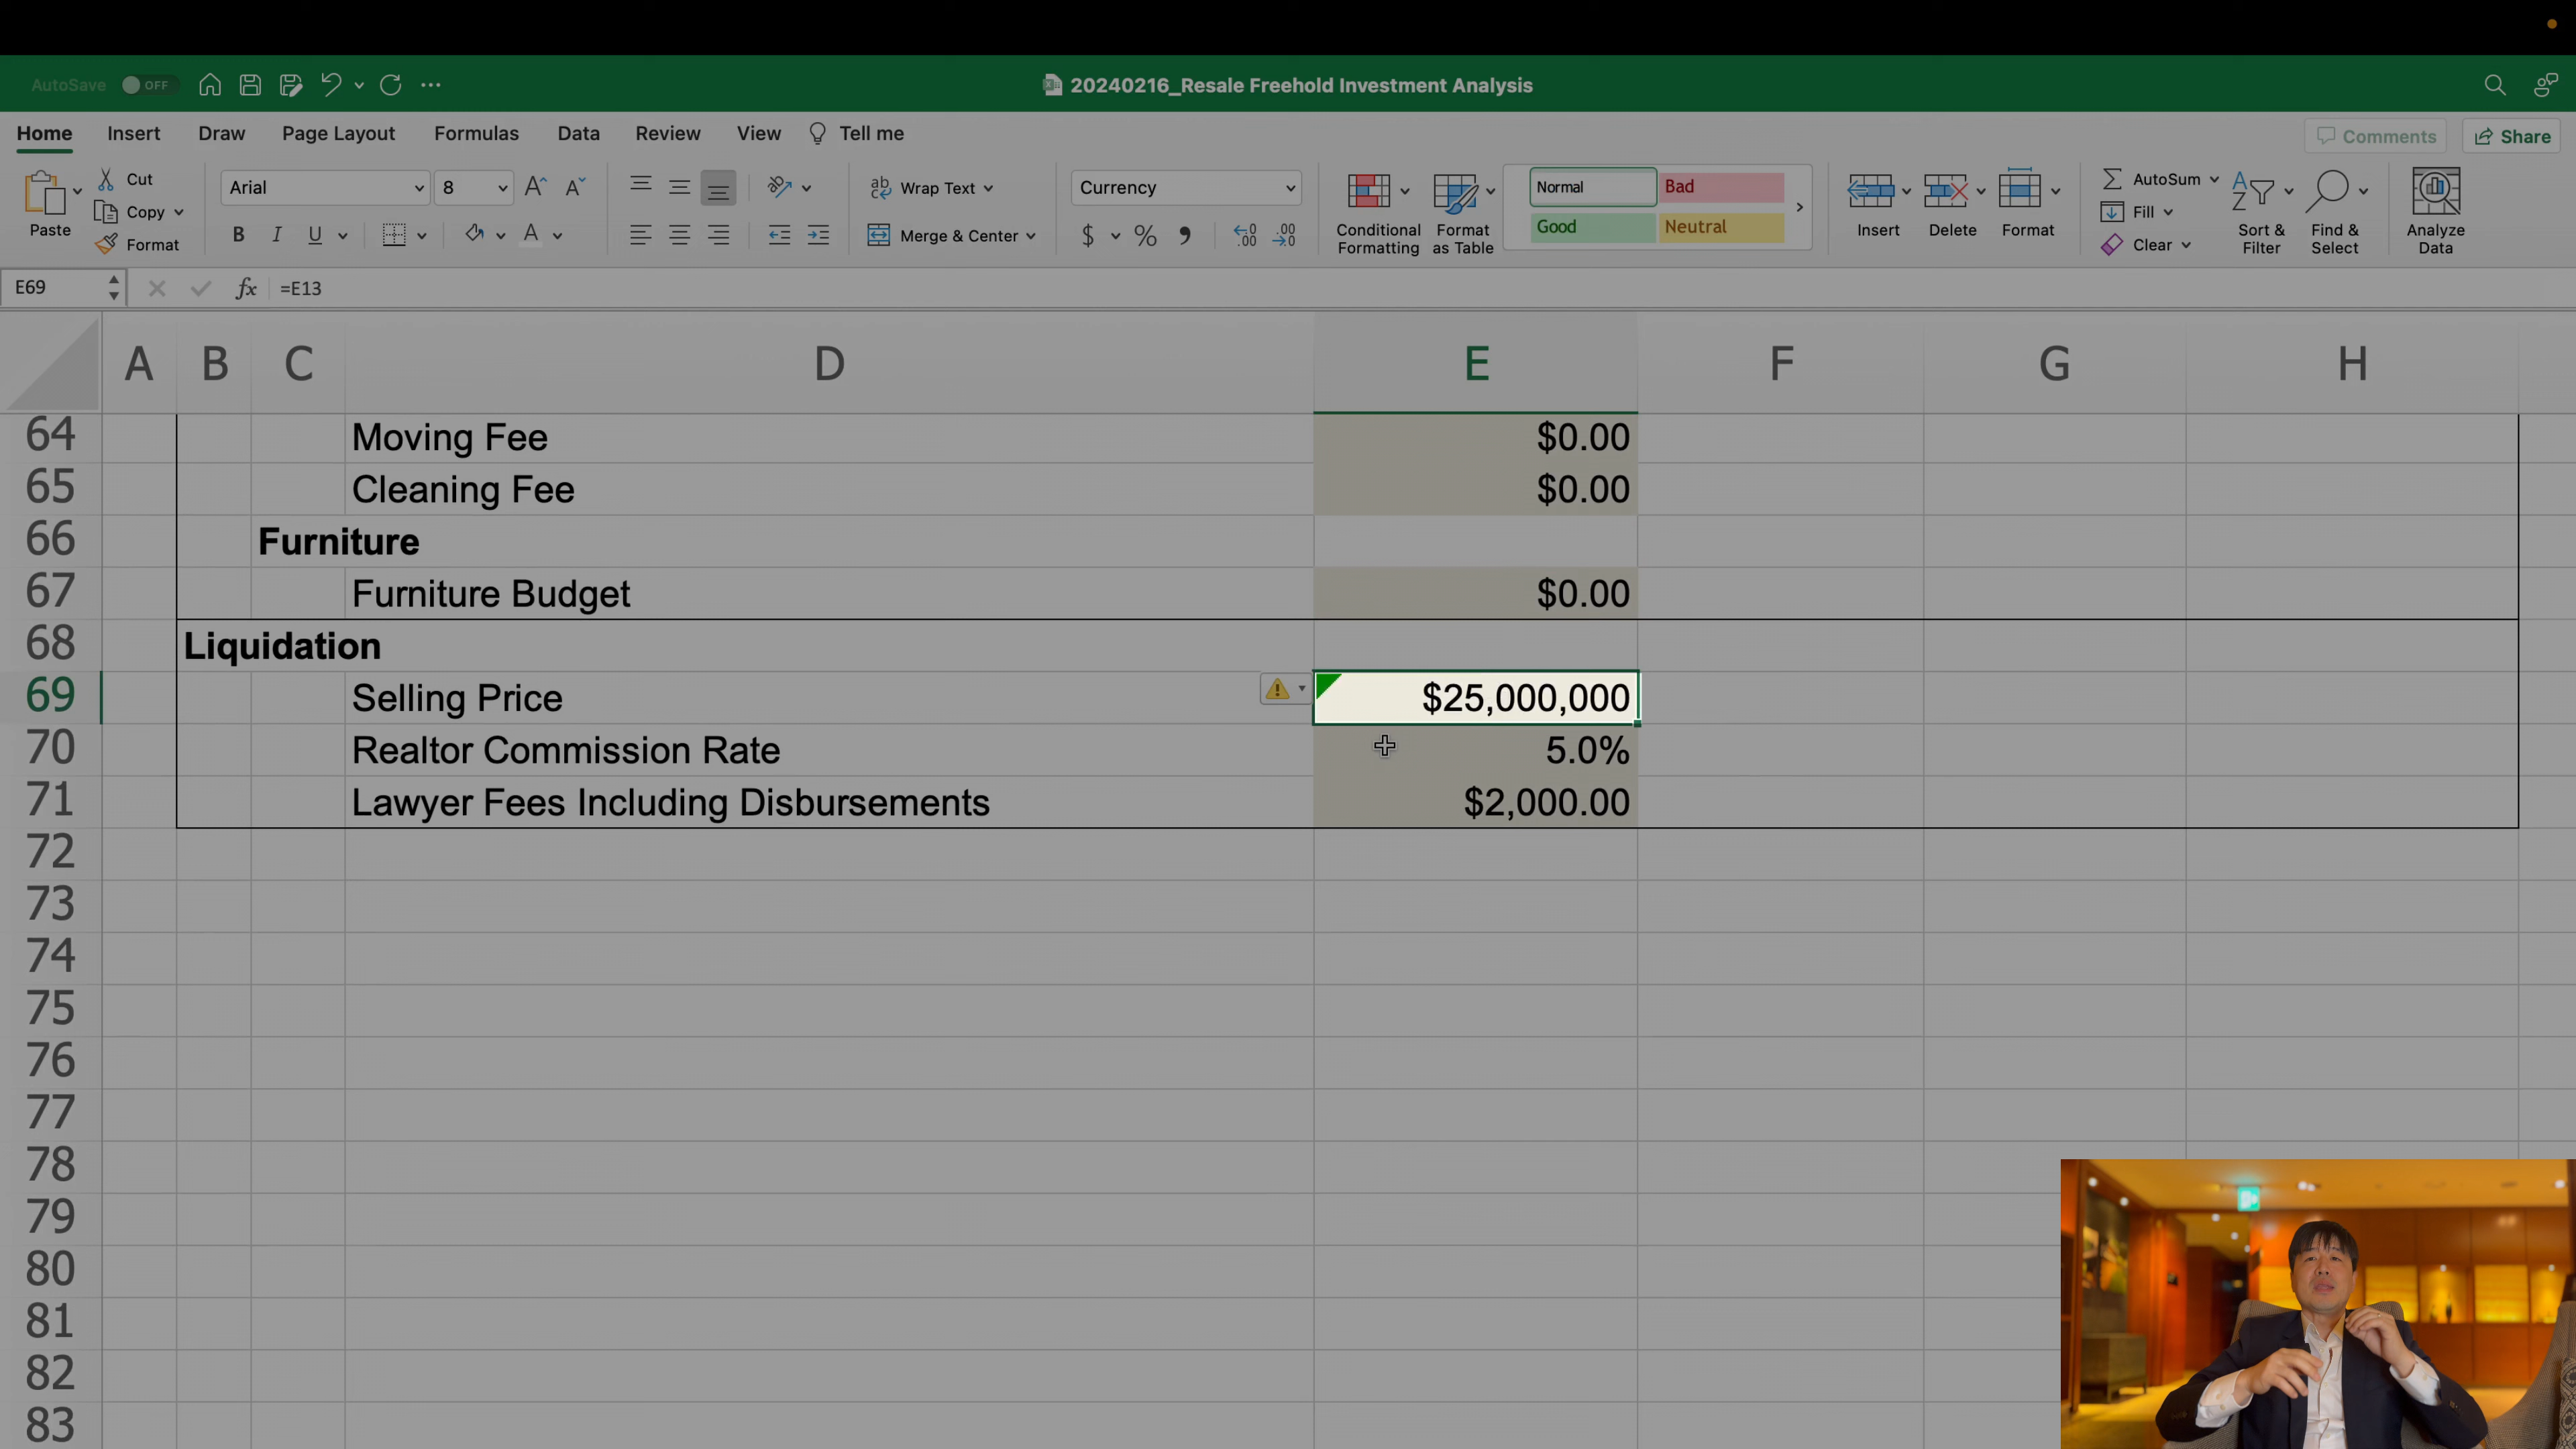 AutoSave OFF 20240216_Resale Freehold Investment Analysis
Home Insert Draw Page Layout Formulas Data Review View Tell me Comments Share
Paste Cut Copy Format
Arial 8
B I U A
Wrap Text
Merge & Center
Currency
$ %
Conditional Formatting
Format as Table
Normal Bad
Good Neutral
Insert Delete Format
AutoSum
Fill
Clear
Sort & Filter
Find & Select
Analyze Data
E69 fx =E13
A B C D E F G H
64 Moving Fee $0.00
65 Cleaning Fee $0.00
66 Furniture
67 Furniture Budget $0.00
68 Liquidation
69 Selling Price $25,000,000
70 Realtor Commission Rate 5.0%
71 Lawyer Fees Including Disbursements $2,000.00
72
73
74
75
76
77
78
79
80
81
82
83